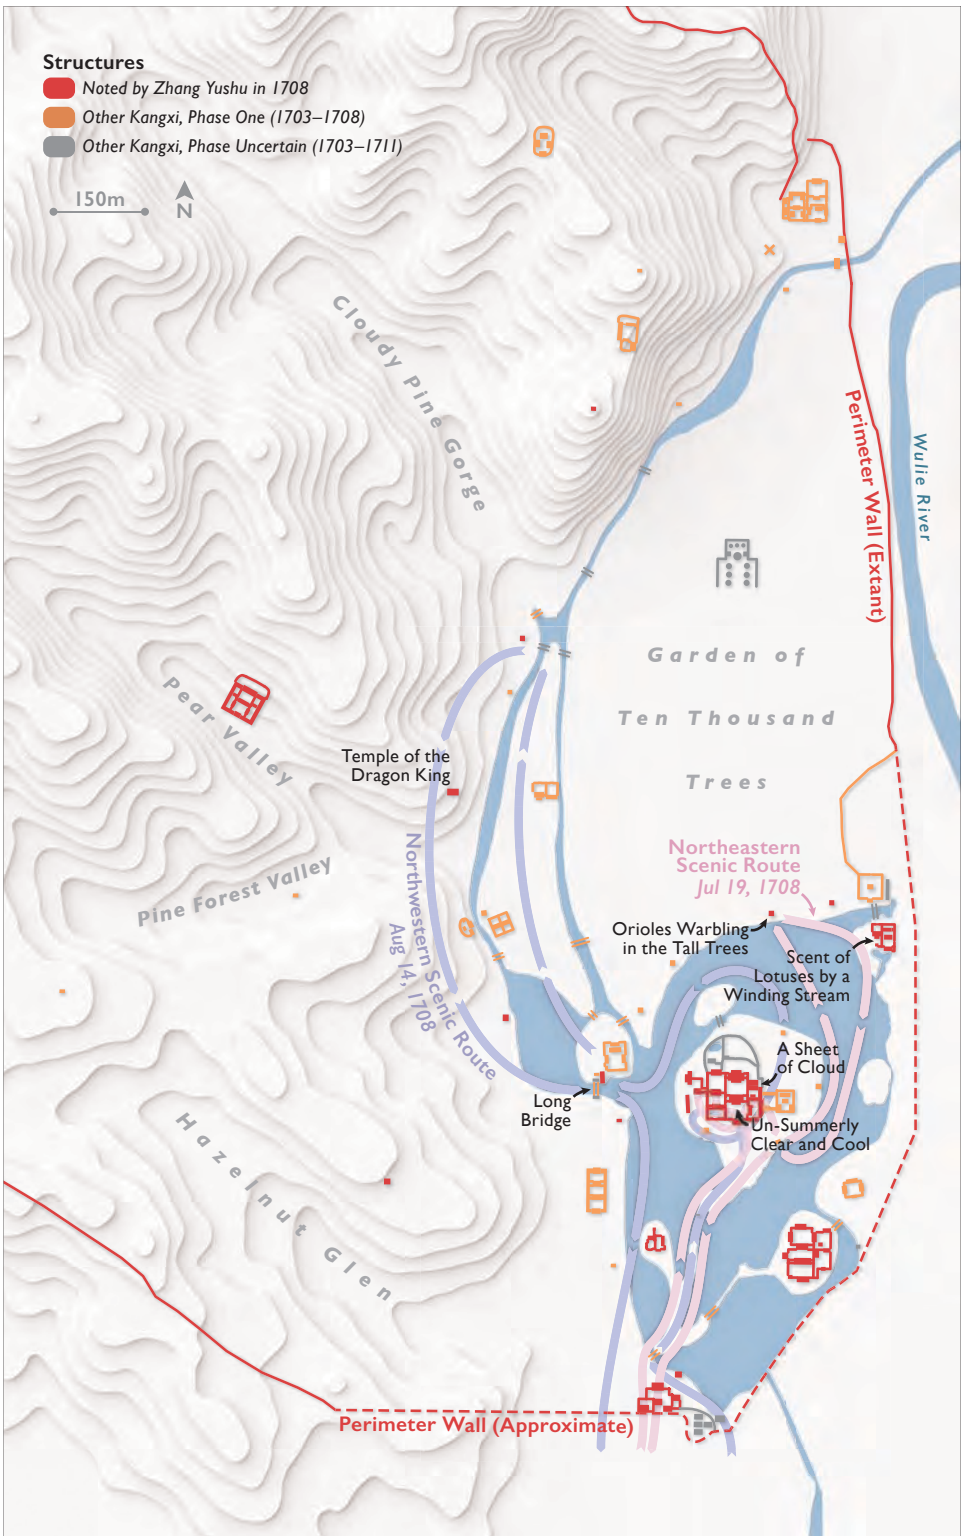 Structures
Noted by Zhang Yushu in 1708
Other Kangxi, Phase One (1703–1708)
Other Kangxi, Phase Uncertain (1703–1711)
150m
N
Cloudy Pine Gorge
Perimeter Wall (Extant)
Wulie River
Garden of
Ten Thousand
Trees
Pear Valley
Temple of the
Dragon King
Northeastern
Scenic Route
Jul 19, 1708
Pine Forest Valley
Northwestern Scenic Route
Aug 14, 1708
Orioles Warbling
in the Tall Trees
Scent of
Lotuses by a
Winding Stream
A Sheet
of Cloud
Long
Bridge
Un-Summerly
Clear and Cool
Hazelnut Glen
Perimeter Wall (Approximate)